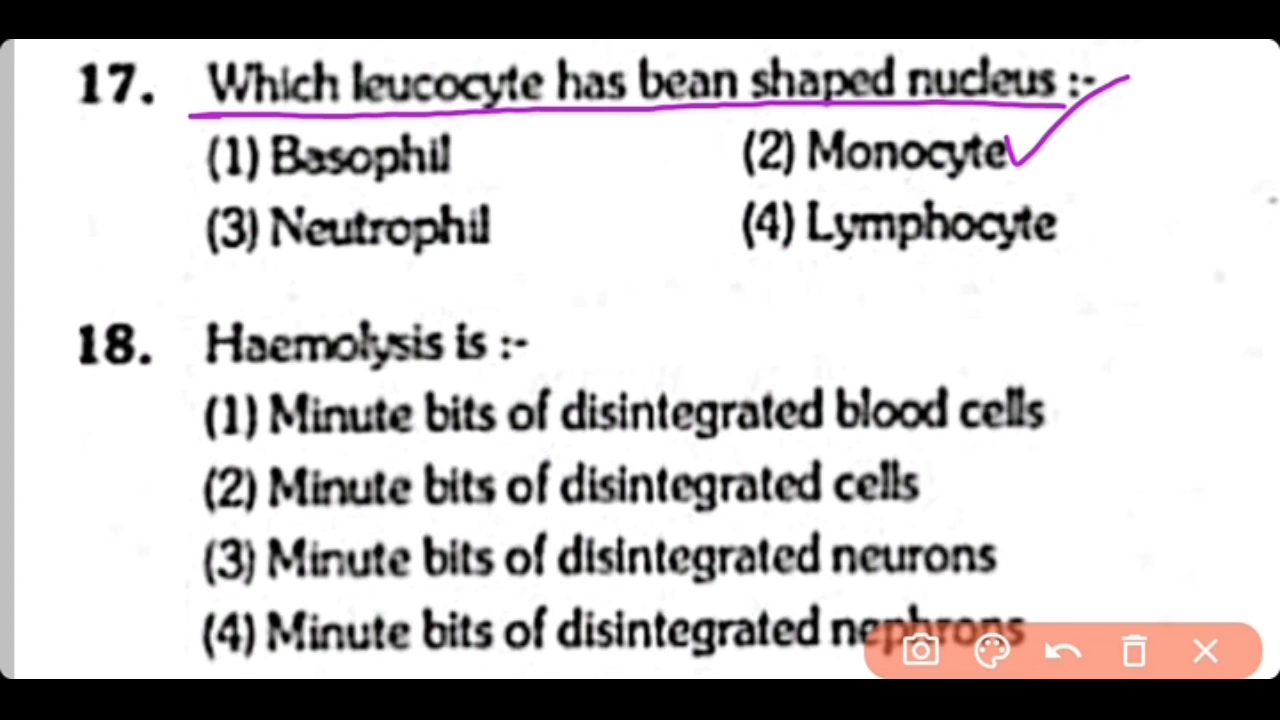 17. Which leucocyte has bean shaped nucleus :-
(1) Basophil (2) Monocyte
(3) Neutrophil (4) Lymphocyte
18. Haemolysis is :-
(1) Minute bits of disintegrated blood cells
(2) Minute bits of disintegrated cells
(3) Minute bits of disintegrated neurons
(4) Minute bits of disintegrated nephrons